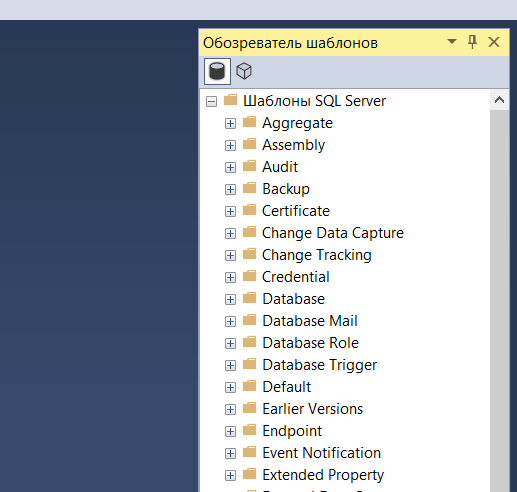 Обозреватель шаблонов
Шаблоны SQL Server
Aggregate
Assembly
Audit
Backup
Certificate
Change Data Capture
Change Tracking
Credential
Database
Database Mail
Database Role
Database Trigger
Default
Earlier Versions
Endpoint
Event Notification
Extended Property